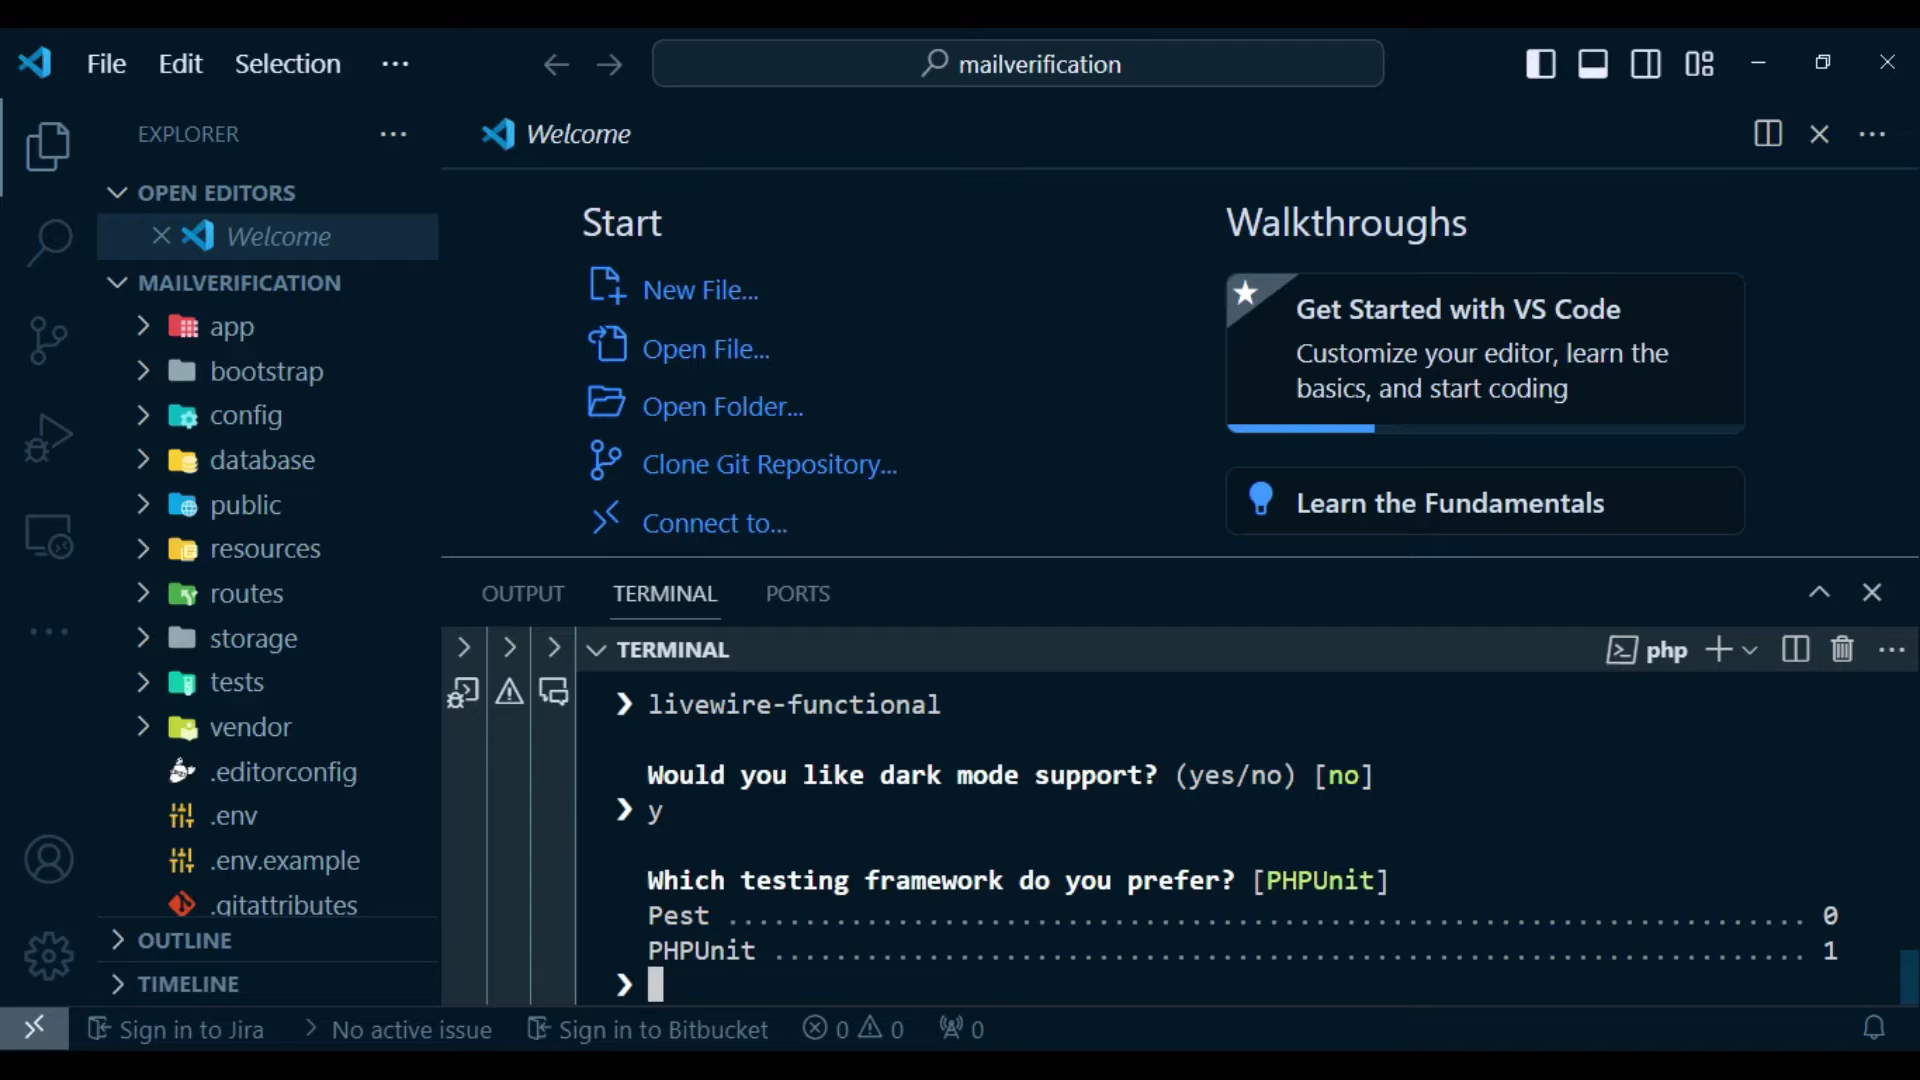 File Edit Selection ···
mailverification
EXPLORER ···
OPEN EDITORS
Welcome
MAILVERIFICATION
app
bootstrap
config
database
public
resources
routes
storage
tests
vendor
.editorconfig
.env
.env.example
.gitattributes
OUTLINE
TIMELINE
Welcome
Start
New File...
Open File...
Open Folder...
Clone Git Repository...
Connect to...
Walkthroughs
Get Started with VS Code
Customize your editor, learn the
basics, and start coding
Learn the Fundamentals
OUTPUT TERMINAL PORTS
TERMINAL
php
❯ livewire-functional
Would you like dark mode support? (yes/no) [no]
❯ y
Which testing framework do you prefer? [PHPUnit]
Pest ........................................................................ 0
PHPUnit ..................................................................... 1
❯
Sign in to Jira > No active issue Sign in to Bitbucket 0 0 0